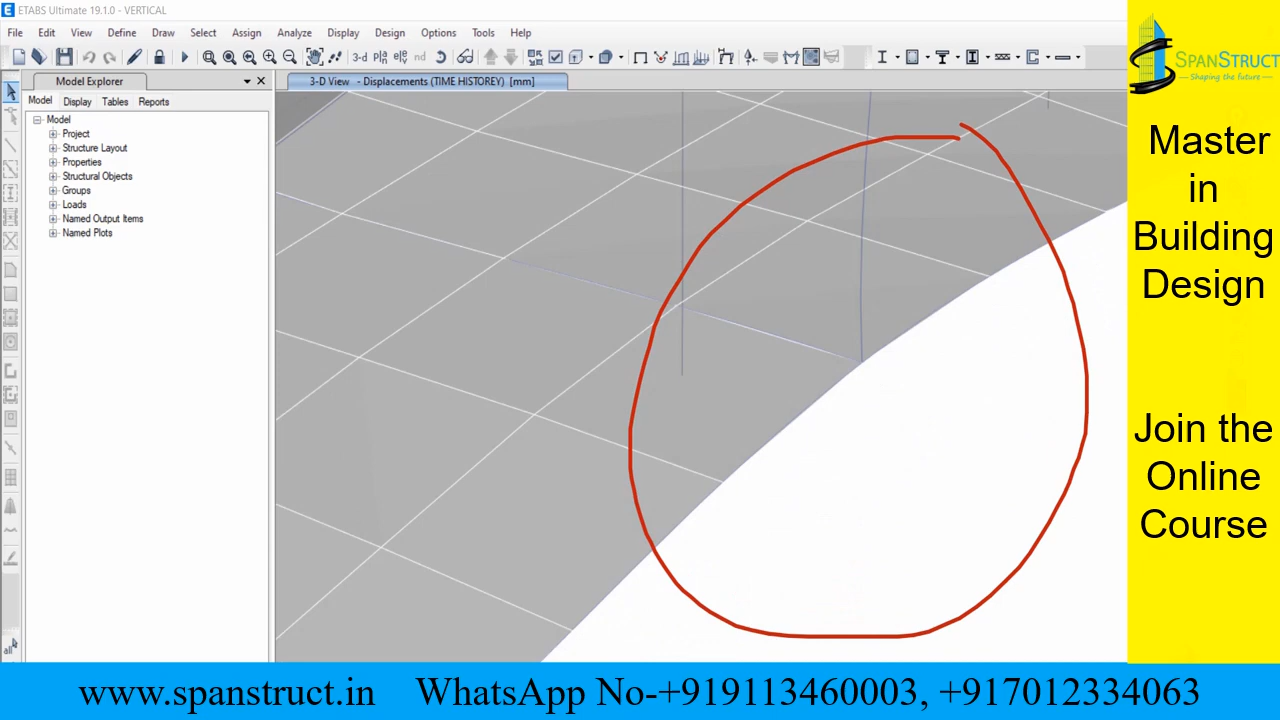 ETABS Ultimate 19.1.0 - VERTICAL
File Edit View Define Draw Select Assign Analyze Display Design Options Tools Help
3-d
nd
Model Explorer
3-D View - Displacements (TIME HISTOREY) [mm]
Model Display Tables Reports
Model
Project
Structure Layout
Properties
Structural Objects
Groups
Loads
Named Output Items
Named Plots
all
SPANSTRUCT
Shaping the future
Master
in
Building
Design
Join the
Online
Course
www.spanstruct.in WhatsApp No-+919113460003, +917012334063